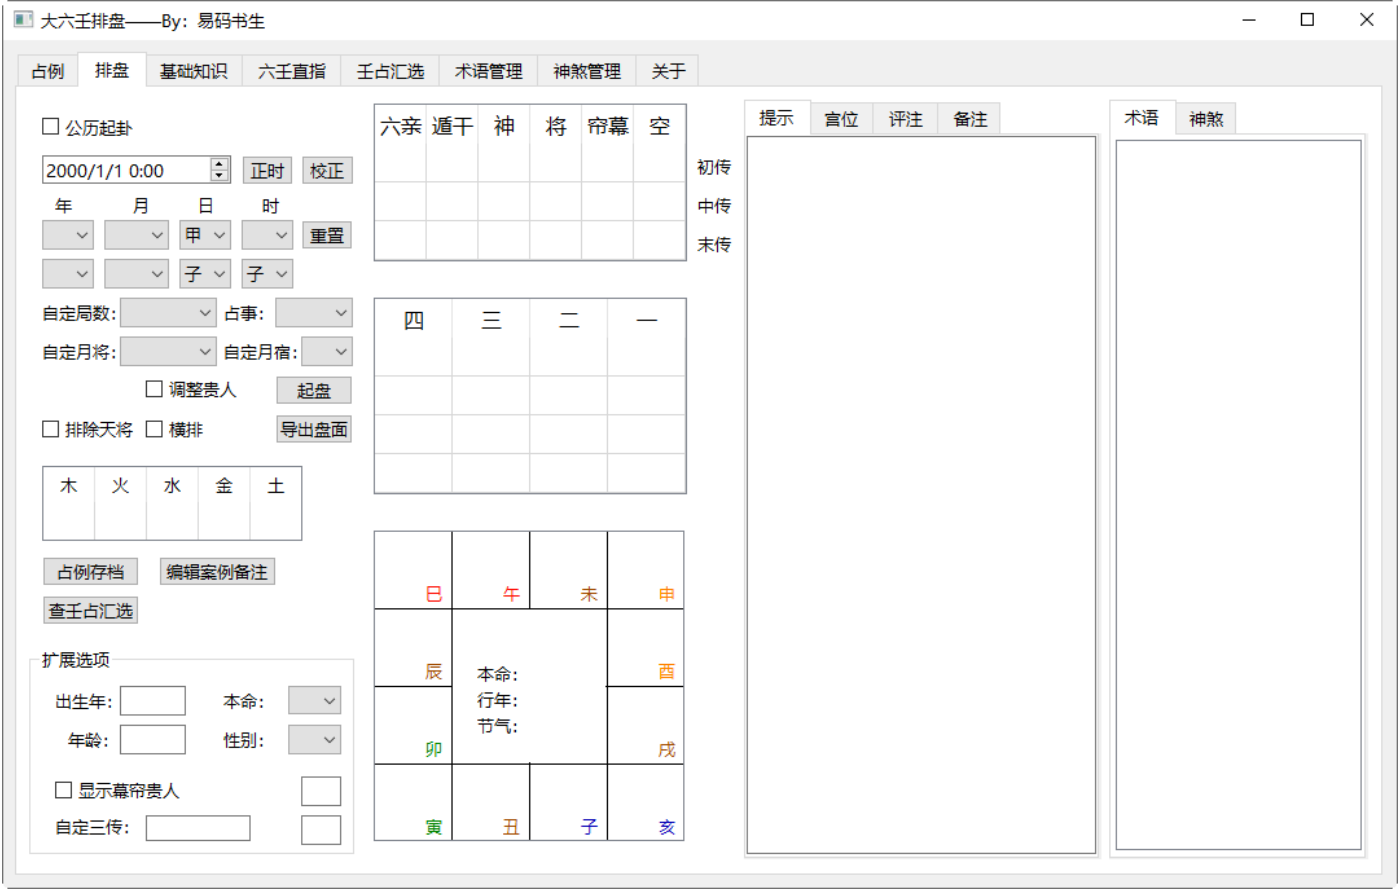 大六壬排盘——By：易码书生
占例 排盘 基础知识 六壬直指 壬占汇选 术语管理 神煞管理 关于
公历起卦
2000/1/1 0:00 正时 校正
年 月 日 时
甲 重置
子 子
自定局数: 占事:
自定月将: 自定月宿:
调整贵人 起盘
排除天将 横排 导出盘面
木 火 水 金 土
占例存档 编辑案例备注
查壬占汇选
扩展选项
出生年: 本命:
年龄: 性别:
显示幕帘贵人
自定三传:
六亲 遁干 神 将 帘幕 空
初传
中传
末传
四 三 二 一
巳 午 未 申
辰 酉
本命:
行年:
节气:
卯 戌
寅 丑 子 亥
提示 宫位 评注 备注
术语 神煞